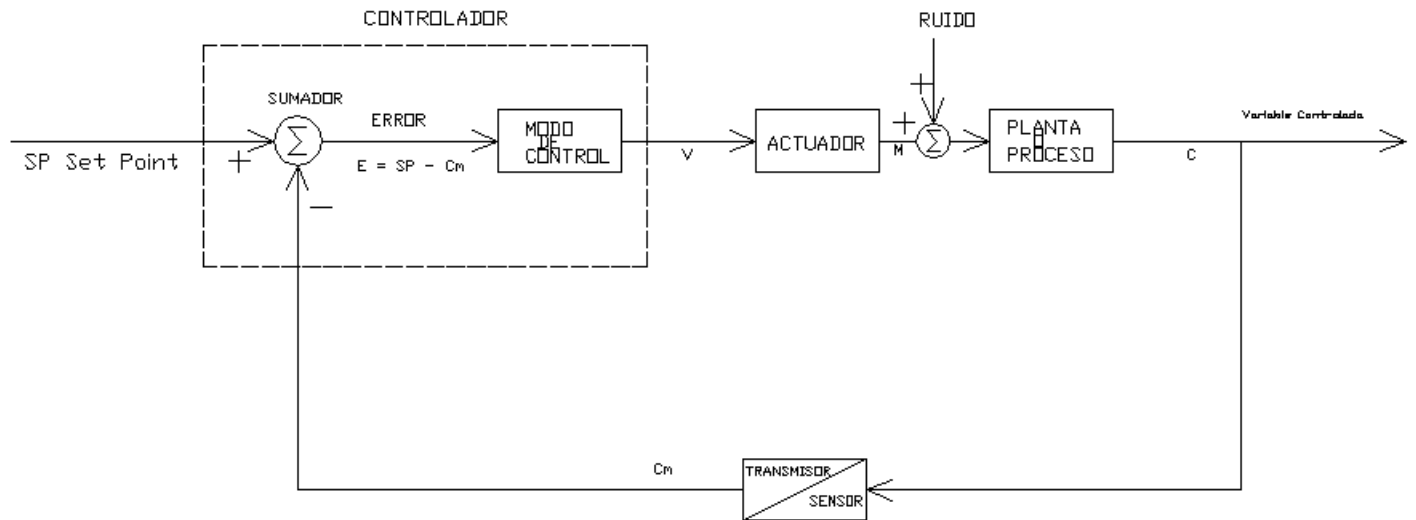 CONTROLADOR
RUIDO
SUMADOR
Σ
ERROR
E = SP - Cm
SP Set Point
+
−
MODO
DE
CONTROL
V
ACTUADOR
+
M
+
Σ
PLANTA
O
PROCESO
C
Variable Controlada
Cm
TRANSMISOR
SENSOR